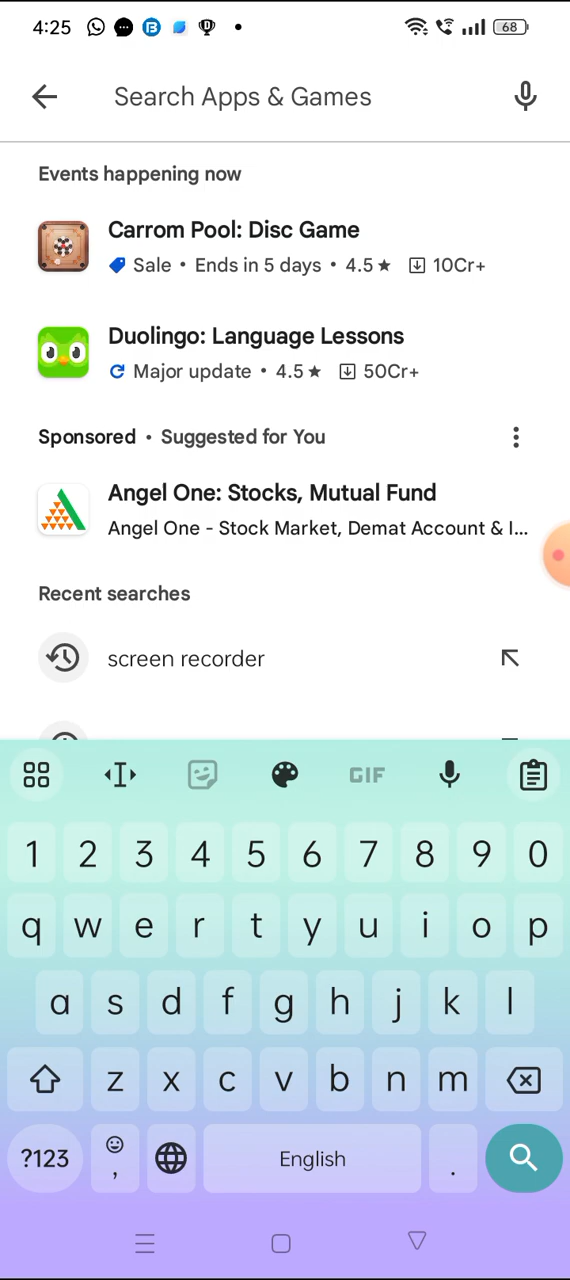 4:25
68
Search Apps & Games
Events happening now
Carrom Pool: Disc Game
Sale • Ends in 5 days • 4.5★ 10Cr+
Duolingo: Language Lessons
Major update • 4.5★ 50Cr+
Sponsored • Suggested for You
Angel One: Stocks, Mutual Fund
Angel One - Stock Market, Demat Account & I...
Recent searches
screen recorder
GIF
1 2 3 4 5 6 7 8 9 0
q w e r t y u i o p
a s d f g h j k l
z x c v b n m
?123 , English .